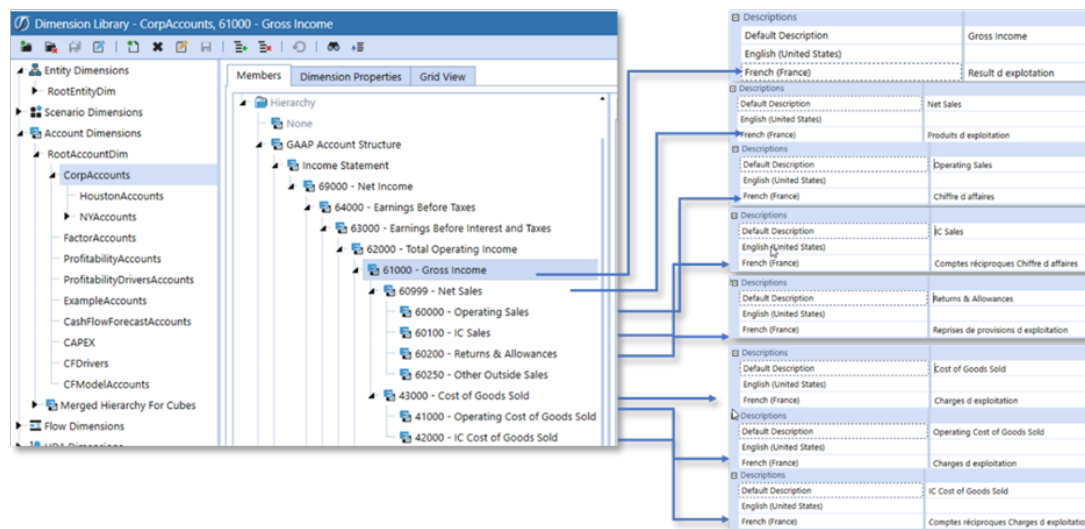 Dimension Library - CorpAccounts, 61000 - Gross Income
Entity Dimensions
RootEntityDim
Scenario Dimensions
Account Dimensions
RootAccountDim
CorpAccounts
HoustonAccounts
NYAccounts
FactorAccounts
ProfitabilityAccounts
ProfitabilityDriversAccounts
ExampleAccounts
CashFlowForecastAccounts
CAPEX
CFDrivers
CFModelAccounts
Merged Hierarchy For Cubes
Flow Dimensions
Members Dimension Properties Grid View
Hierarchy
None
GAAP Account Structure
Income Statement
69000 - Net Income
64000 - Earnings Before Taxes
63000 - Earnings Before Interest and Taxes
62000 - Total Operating Income
61000 - Gross Income
60999 - Net Sales
60000 - Operating Sales
60100 - IC Sales
60200 - Returns & Allowances
60250 - Other Outside Sales
43000 - Cost of Goods Sold
41000 - Operating Cost of Goods Sold
42000 - IC Cost of Goods Sold
Descriptions
Default Description Gross Income
English (United States)
French (France) Result d explotation
Descriptions
Default Description Net Sales
English (United States)
French (France) Produits d exploitation
Descriptions
Default Description Operating Sales
English (United States)
French (France) Chiffre d affaires
Descriptions
Default Description IC Sales
English (United States)
French (France) Comptes réciproques Chiffre d affaires
Descriptions
Default Description Returns & Allowances
English (United States)
French (France) Reprises de provisions d exploitation
Descriptions
Default Description Cost of Goods Sold
English (United States)
French (France) Charges d exploitation
Descriptions
Default Description Operating Cost of Goods Sold
English (United States)
French (France) Charges d exploitation
Descriptions
Default Description IC Cost of Goods Sold
English (United States)
French (France) Comptes réciproques Charges d exploitation